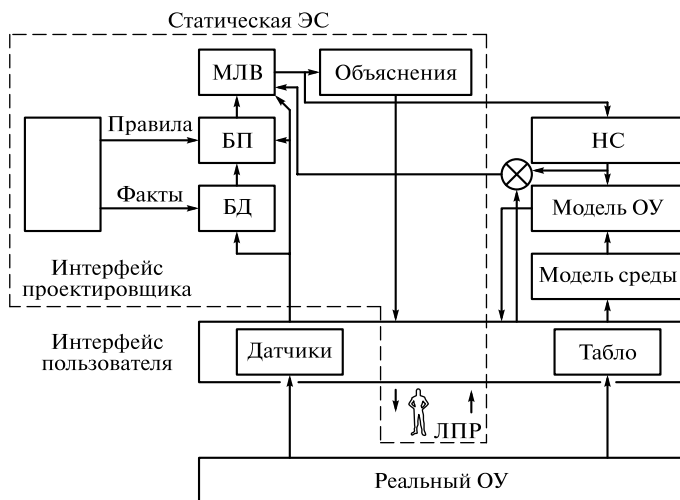 Статическая ЭС
МЛВ
Объяснения
Правила
БП
НС
Факты
БД
Модель ОУ
Интерфейс
проектировщика
Модель среды
Интерфейс
пользователя
Датчики
Табло
ЛПР
Реальный ОУ